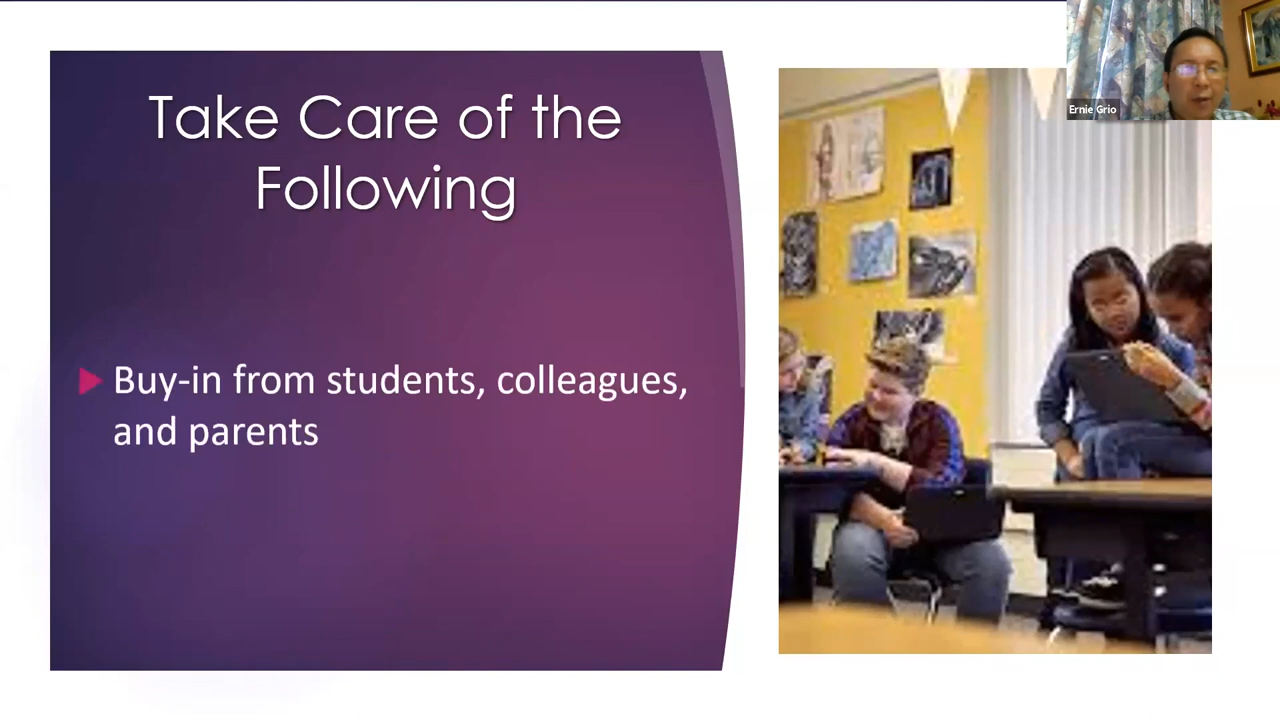 Take Care of the
Following
Buy-in from students, colleagues,
and parents
Ernie Grio